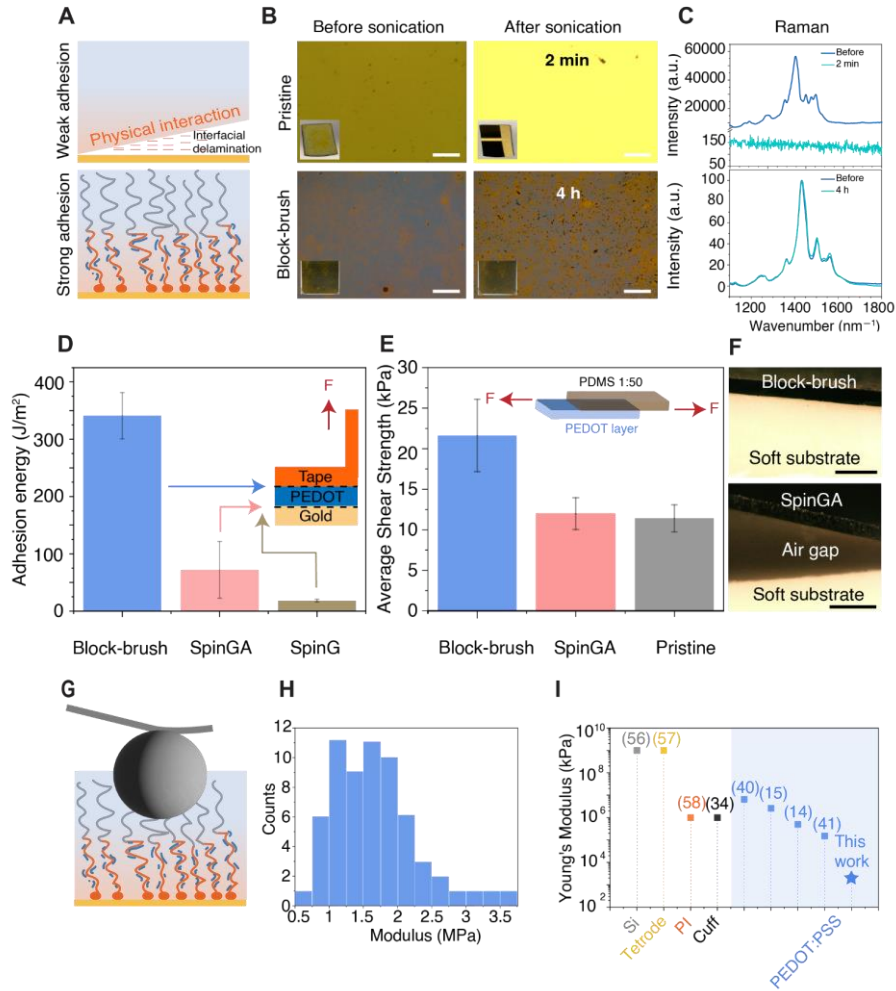 A
Weak adhesion
Physical interaction
Interfacial
delamination
Strong adhesion
B
Before sonication
After sonication
Pristine
2 min
Block-brush
4 h
C
Raman
Intensity (a.u.)
60000
40000
20000
150
50
Before
2 min
Intensity (a.u.)
100
80
60
40
20
0
Before
4 h
1200 1400 1600 1800
Wavenumber (nm⁻¹)
D
Adhesion energy (J/m²)
400
300
200
100
0
F
Tape
PEDOT
Gold
Block-brush SpinGA SpinG
E
Average Shear Strength (kPa)
30
25
20
15
10
5
0
PDMS 1:50
F
F
PEDOT layer
Block-brush SpinGA Pristine
F
Block-brush
Soft substrate
SpinGA
Air gap
Soft substrate
G
H
Counts
12
10
8
6
4
2
0
0.5 1 1.5 2 2.5 3 3.5
Modulus (MPa)
I
Young's Modulus (kPa)
10¹⁰
10⁸
10⁶
10⁴
10²
(56) (57)
(58) (34)
(40)
(15)
(14)
(41)
This
work
Si
Tetrode
PI
Cuff
PEDOT:PSS